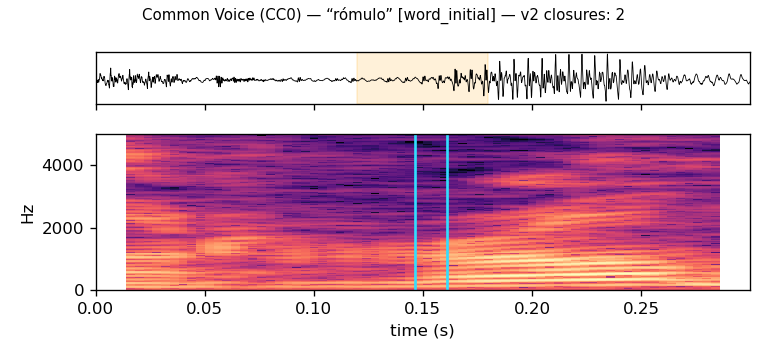 Common Voice (CC0) — “rómulo” [word_initial] — v2 closures: 2
4000
2000
0
Hz
0.00 0.05 0.10 0.15 0.20 0.25
time (s)